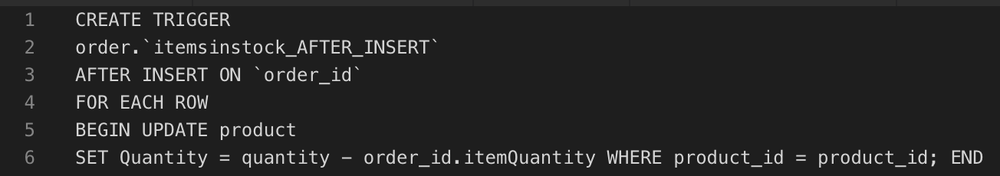 1 CREATE TRIGGER
2 order.`itemsinstock_AFTER_INSERT`
3 AFTER INSERT ON `order_id`
4 FOR EACH ROW
5 BEGIN UPDATE product
6 SET Quantity = quantity - order_id.itemQuantity WHERE product_id = product_id; END